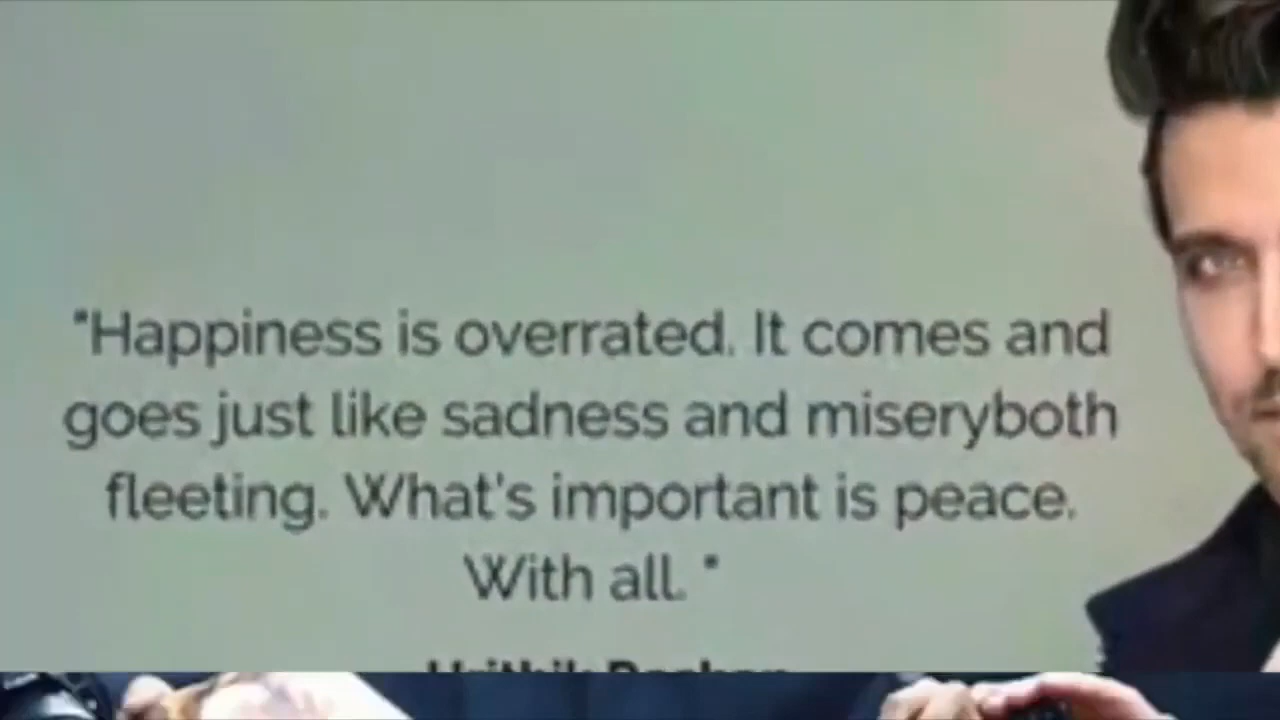 "Happiness is overrated. It comes and
goes just like sadness and miseryboth
fleeting. What's important is peace.
With all. "